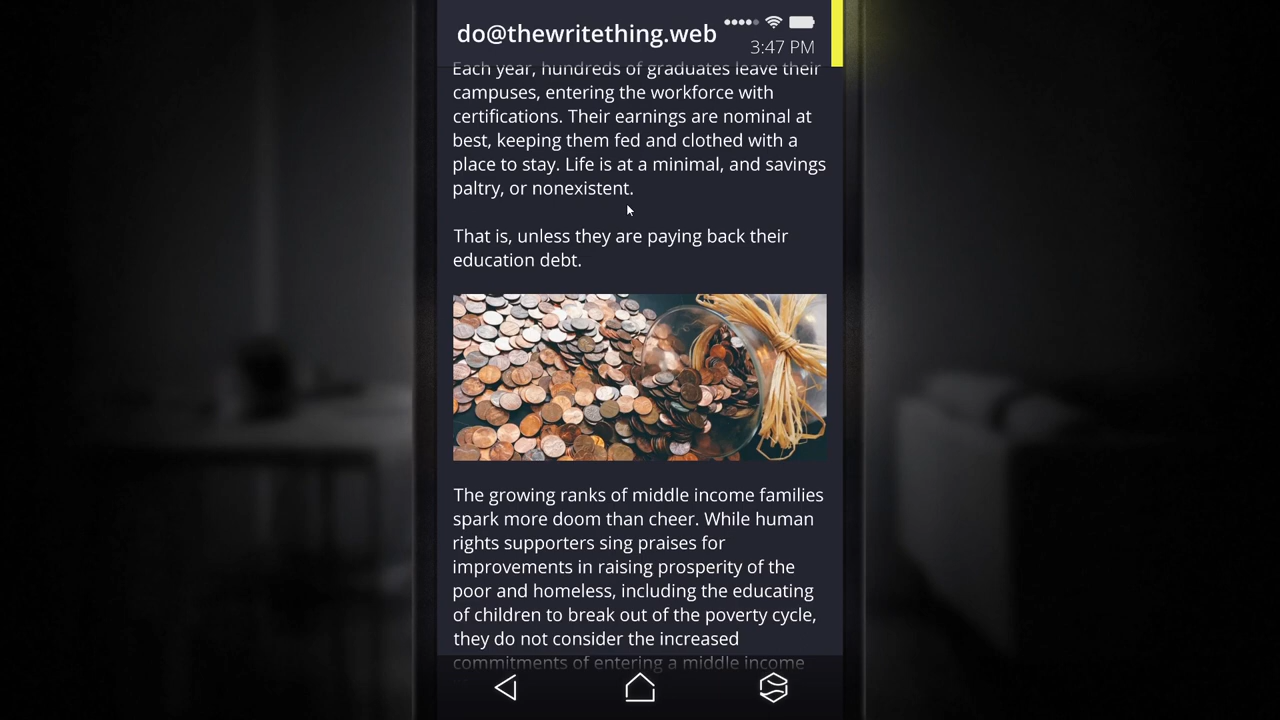 do@thewritething.web
3:47 PM
Each year, hundreds of graduates leave their
campuses, entering the workforce with
certifications. Their earnings are nominal at
best, keeping them fed and clothed with a
place to stay. Life is at a minimal, and savings
paltry, or nonexistent.
That is, unless they are paying back their
education debt.
The growing ranks of middle income families
spark more doom than cheer. While human
rights supporters sing praises for
improvements in raising prosperity of the
poor and homeless, including the educating
of children to break out of the poverty cycle,
they do not consider the increased
commitments of entering a middle income